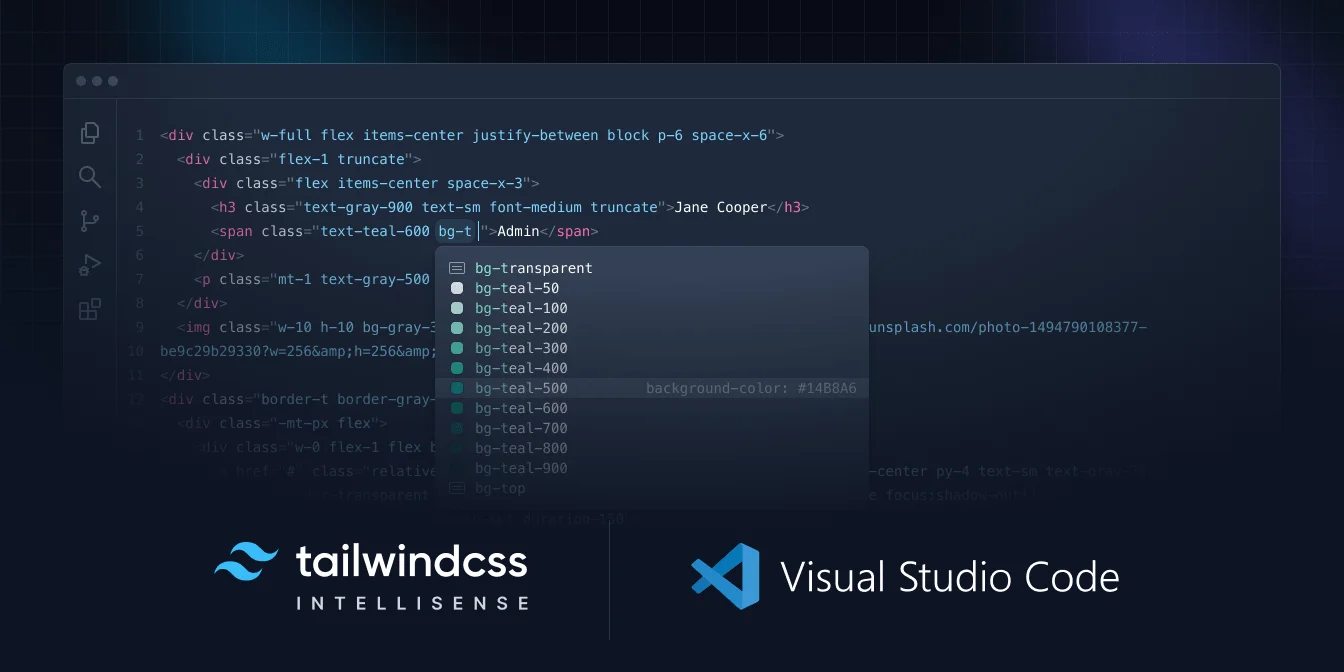 1 <div class="w-full flex items-center justify-between block p-6 space-x-6">
2 <div class="flex-1 truncate">
3 <div class="flex items-center space-x-3">
4 <h3 class="text-gray-900 text-sm font-medium truncate">Jane Cooper</h3>
5 <span class="text-teal-600 bg-t ">Admin</span>
6 </div>
7 <p class="mt-1 text-gray-500
8 </div>
9 <img class="w-10 h-10 bg-gray-3 unsplash.com/photo-1494790108377-
10 be9c29b29330?w=256&amp;h=256&amp;
11 </div>
12 <div class="border-t border-gray-
<div class="-mt-px flex">
<div class="w-0 flex-1 flex b
href="#" class="relative -center py-4 text-sm text-gray-
-transparent e focus:shadow-
duration-150
bg-transparent
bg-teal-50
bg-teal-100
bg-teal-200
bg-teal-300
bg-teal-400
bg-teal-500 background-color: #14B8A6
bg-teal-600
bg-teal-700
bg-teal-800
bg-teal-900
bg-top
tailwindcss
INTELLISENSE
Visual Studio Code